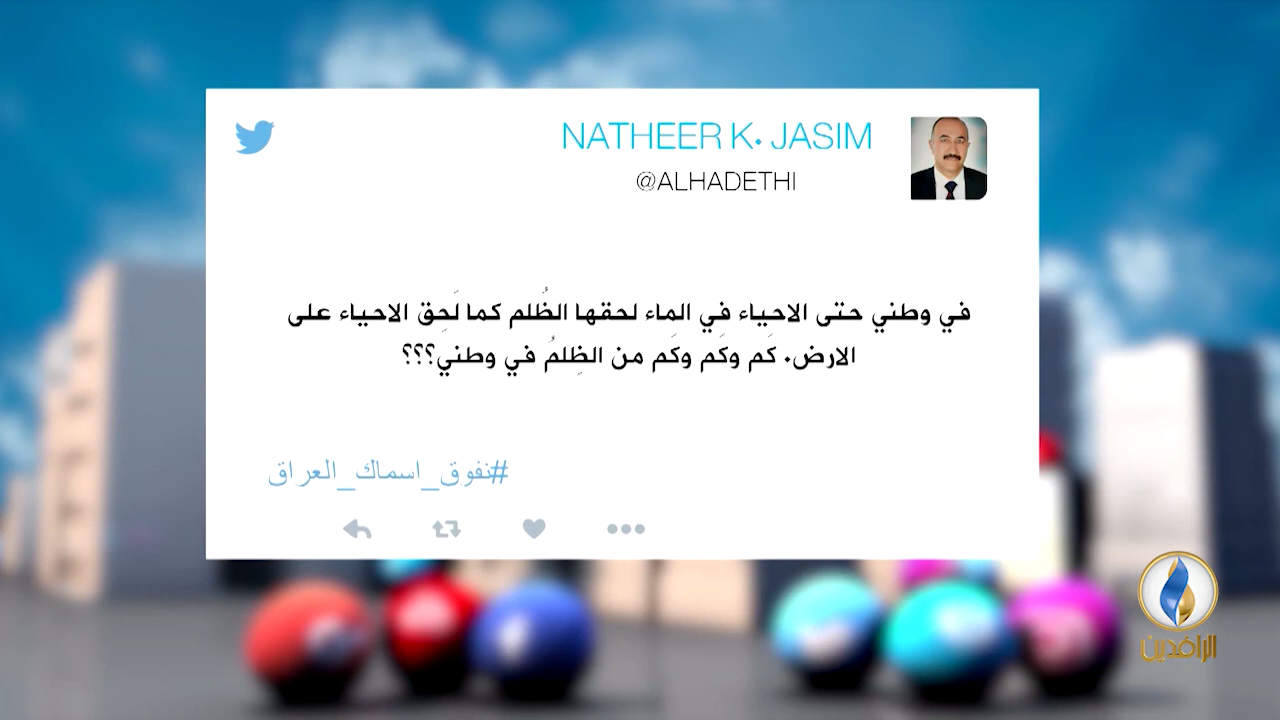 NATHEER K. JASIM
@ALHADETHI
في وطني حتى الاحياء في الماء لحقها الظُلم كما لَحِق الاحياء على
الارض. كَم وكَم وكَم من الظِلمُ في وطني؟؟؟
#نفوق_اسماك_العراق
الرافدين